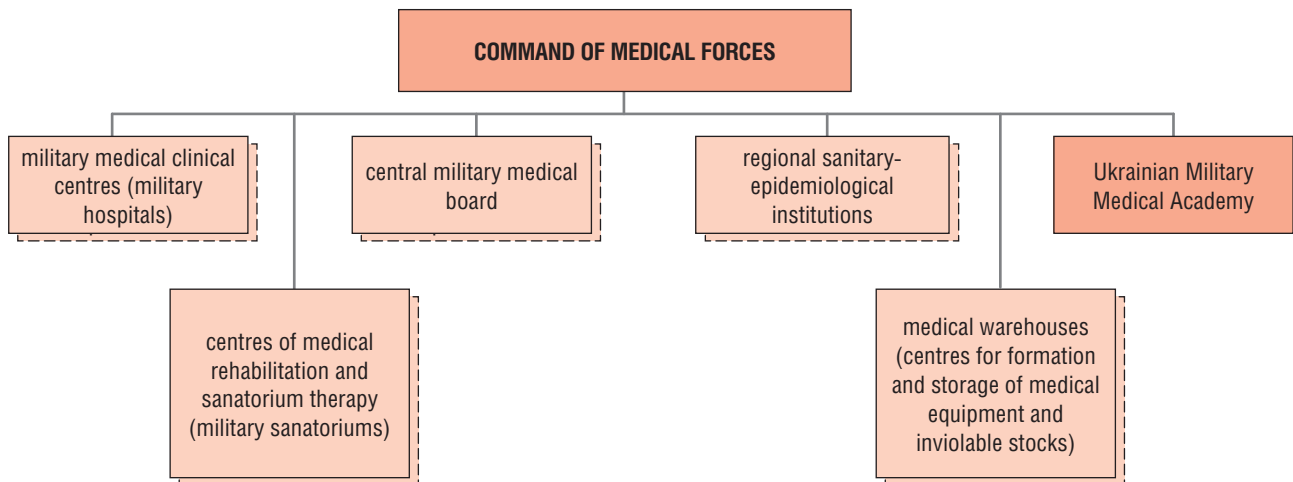 COMMAND OF MEDICAL FORCES
military medical clinical
centres (military
hospitals)
central military medical
board
regional sanitary-
epidemiological
institutions
Ukrainian Military
Medical Academy
centres of medical
rehabilitation and
sanatorium therapy
(military sanatoriums)
medical warehouses
(centres for formation
and storage of medical
equipment and
inviolable stocks)